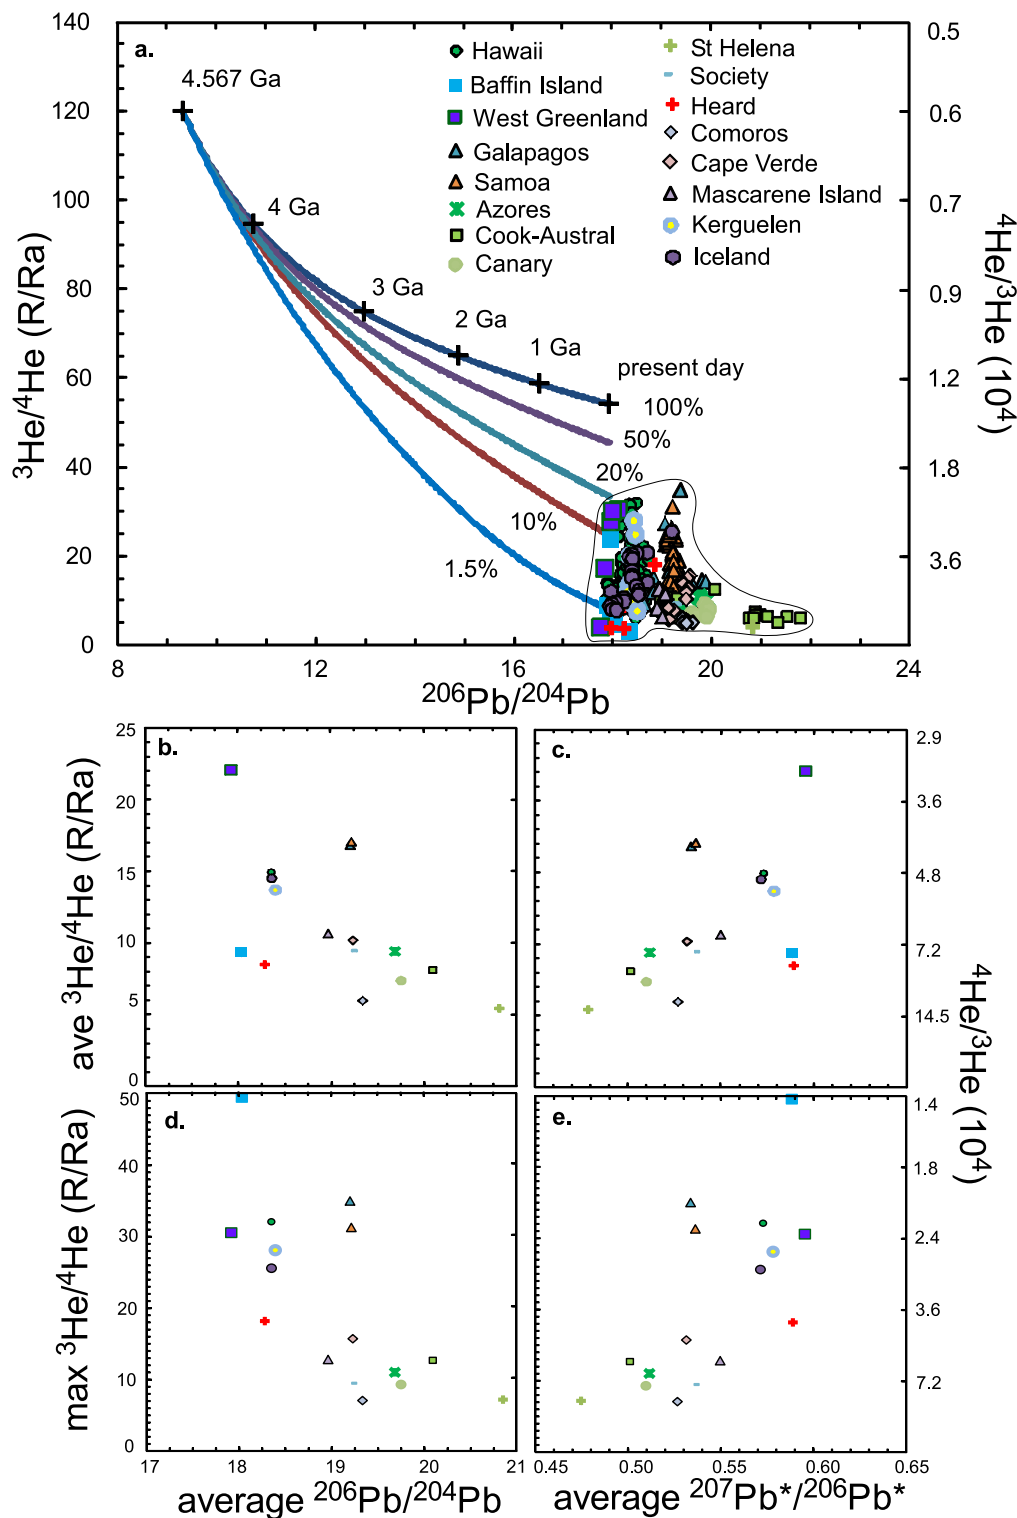 a.
³He/⁴He (R/Ra)
140
120
100
80
60
40
20
0
8
12
16
20
24
²⁰⁶Pb/²⁰⁴Pb
0.5
0.6
0.7
0.9
1.2
1.8
3.6
⁴He/³He (10⁴)
4.567 Ga
4 Ga
3 Ga
2 Ga
1 Ga
present day
100%
50%
20%
10%
1.5%
Hawaii
Baffin Island
West Greenland
Galapagos
Samoa
Azores
Cook-Austral
Canary
St Helena
Society
Heard
Comoros
Cape Verde
Mascarene Island
Kerguelen
Iceland
b.
ave ³He/⁴He (R/Ra)
25
20
15
10
5
0
c.
2.9
3.6
4.8
7.2
14.5
⁴He/³He (10⁴)
d.
max ³He/⁴He (R/Ra)
50
40
30
20
10
0
17
18
19
20
21
average ²⁰⁶Pb/²⁰⁴Pb
e.
1.4
1.8
2.4
3.6
7.2
0.45
0.50
0.55
0.60
0.65
average ²⁰⁷Pb*/²⁰⁶Pb*